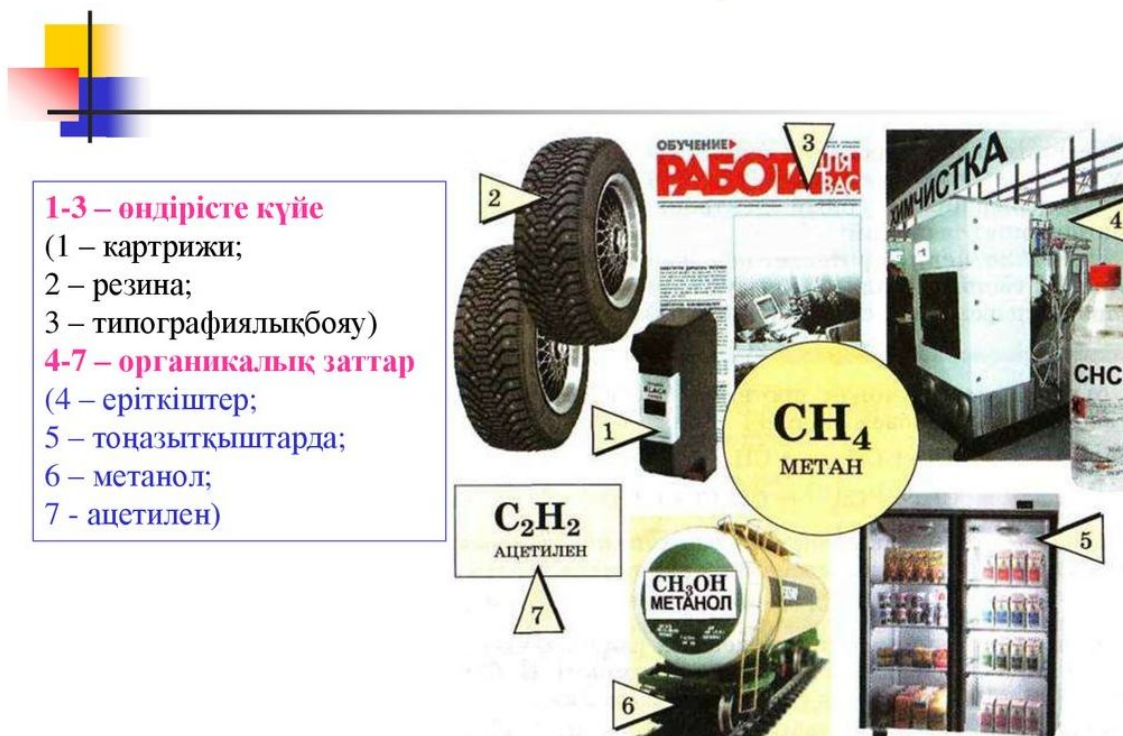 1-3 – өндірісте күйе
(1 – картрижи;
2 – резина;
3 – типографиялықбояу)
4-7 – органикалық заттар
(4 – еріткіштер;
5 – тоңазытқыштарда;
6 – метанол;
7 - ацетилен)
2
ОБУЧЕНИЕ
РАБОТА
ДЛЯ
ВАС
3
ХИМЧИСТКА
4
CHC
BLACK
1
CH₄
МЕТАН
C₂H₂
АЦЕТИЛЕН
7
CH₃OH
МЕТАНОЛ
6
5